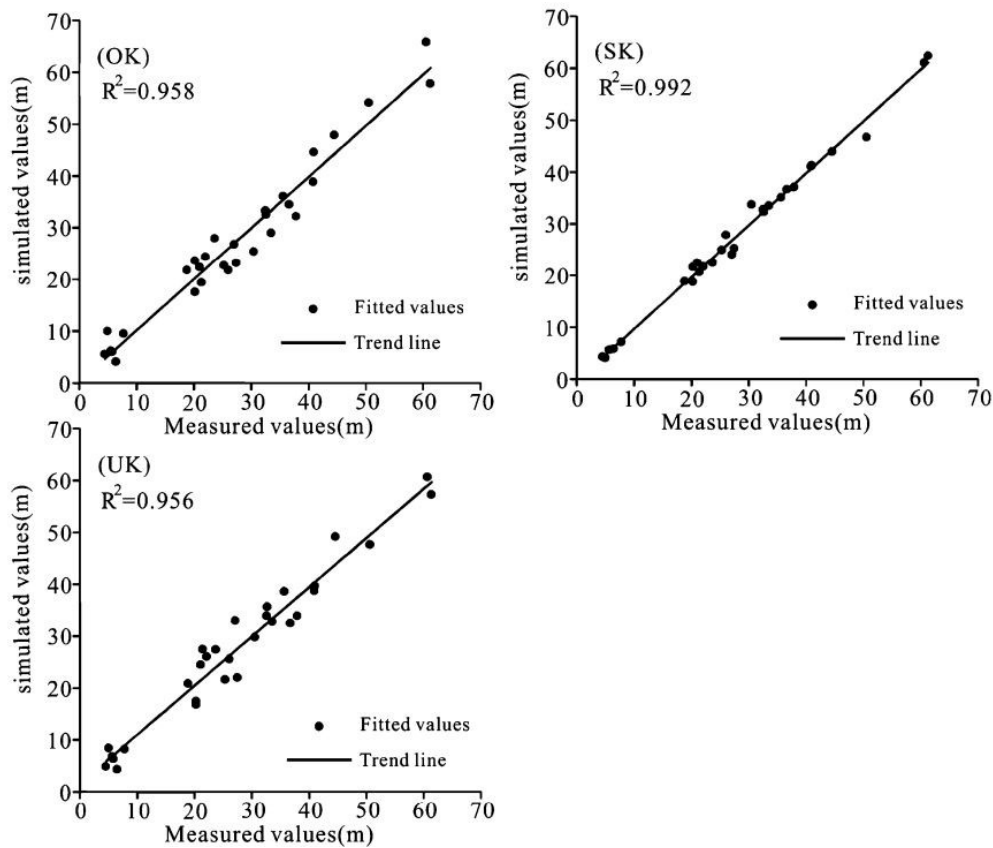 (OK)
R²=0.958
simulated values(m)
70
60
50
40
30
20
10
0
Fitted values
Trend line
0 10 20 30 40 50 60 70
Measured values(m)
(SK)
R²=0.992
simulated values(m)
70
60
50
40
30
20
10
0
Fitted values
Trend line
0 10 20 30 40 50 60 70
Measured values(m)
(UK)
R²=0.956
simulated values(m)
70
60
50
40
30
20
10
0
Fitted values
Trend line
0 10 20 30 40 50 60 70
Measured values(m)